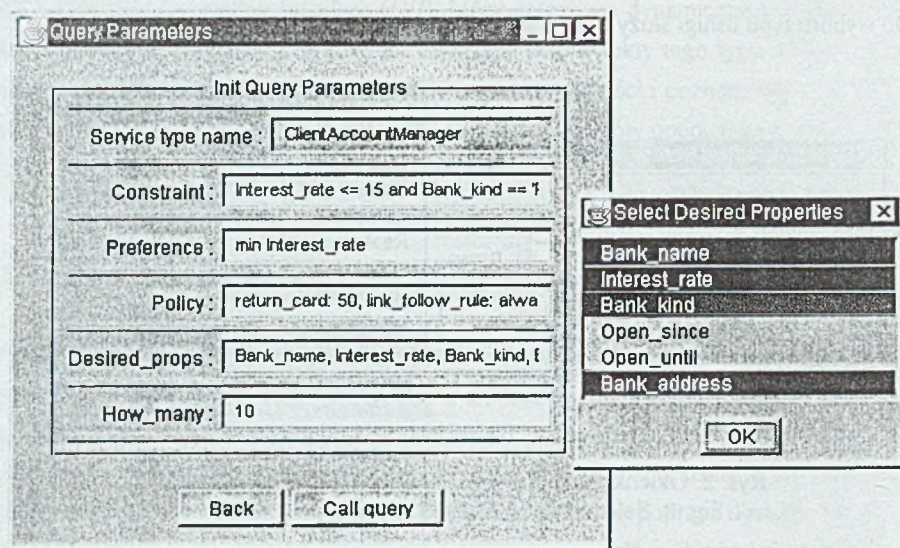 Query Parameters
Init Query Parameters
Service type name : ClientAccountManager
Constraint : Interest_rate <= 15 and Bank_kind == '
Preference : min Interest_rate
Policy : return_card: 50, link_follow_rule: alwa
Desired_props : Bank_name, Interest_rate, Bank_kind, E
How_many : 10
Back Call query
Select Desired Properties
Bank_name
Interest_rate
Bank_kind
Open_since
Open_until
Bank_address
OK